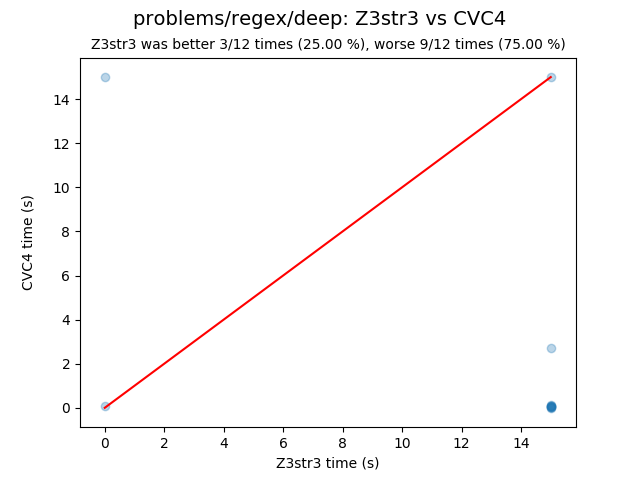 problems/regex/deep: Z3str3 vs CVC4
Z3str3 was better 3/12 times (25.00 %), worse 9/12 times (75.00 %)
14
12
10
8
6
4
2
0
CVC4 time (s)
0 2 4 6 8 10 12 14
Z3str3 time (s)